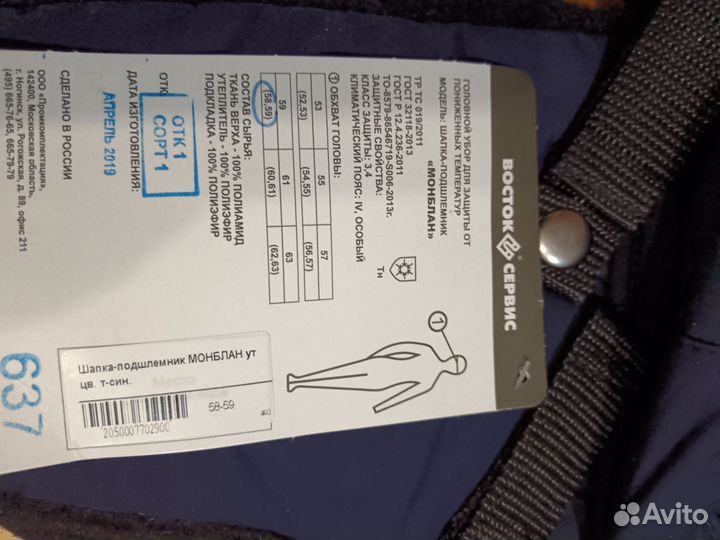 ВОСТОК СЕРВИС
ГОЛОВНОЙ УБОР ДЛЯ ЗАЩИТЫ ОТ
ПОНИЖЕННЫХ ТЕМПЕРАТУР
МОДЕЛЬ: ШАПКА-ПОДШЛЕМНИК
«МОНБЛАН»
ТР ТС 019/2011
ГОСТ 32118-2013
ГОСТ Р 12.4.236-2011
ТО-8579-86546719-S006-2013г.
ЗАЩИТНЫЕ СВОЙСТВА:
КЛАСС ЗАЩИТЫ: 3,4
КЛИМАТИЧЕСКИЙ ПОЯС: IV, ОСОБЫЙ
Тн
1 ОБХВАТ ГОЛОВЫ:
53 55 57
(52,53) (54,55) (56,57)
59 61 63
(58,59) (60,61) (62,63)
СОСТАВ СЫРЬЯ:
ТКАНЬ ВЕРХА - 100% ПОЛИАМИД
УТЕПЛИТЕЛЬ - 100% ПОЛИЭФИР
ПОДКЛАДКА - 100% ПОЛИЭФИР
ОТК
ОТК 1
СОРТ 1
ДАТА ИЗГОТОВЛЕНИЯ:
АПРЕЛЬ 2019
СДЕЛАНО В РОССИИ
ООО «Промкомплектация»,
142400, Московская область,
г. Ногинск, ул. Рогожская, д. 89, офис 211
(495) 665-76-65, 665-79-79
637
1
Шапка-подшлемник МОНБЛАН ут
цв. т-син.
58-59
2050007702900
Avito